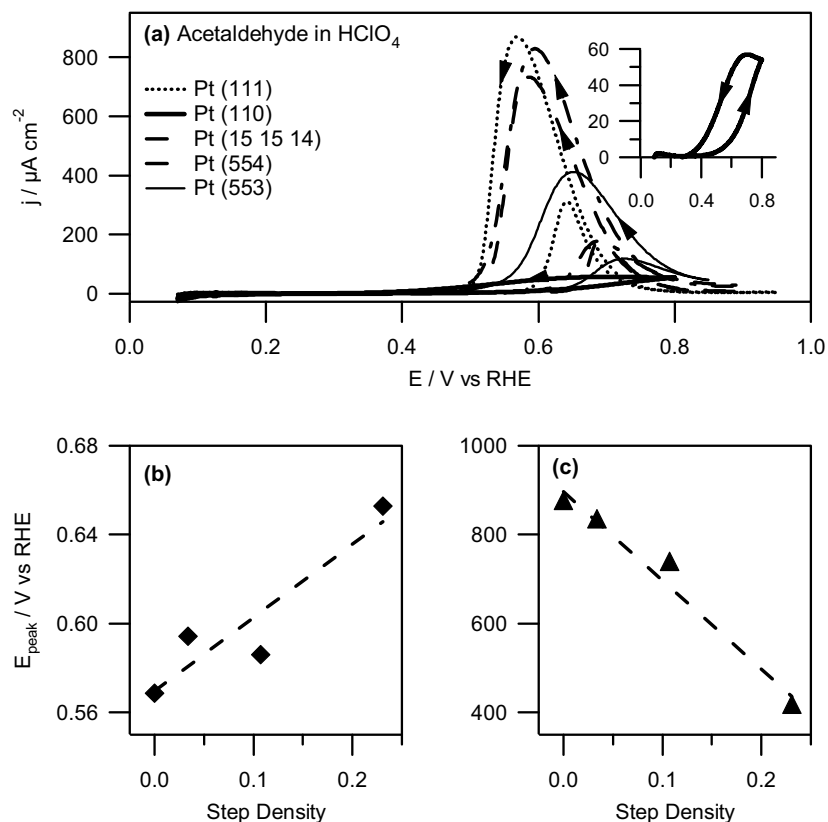 (a) Acetaldehyde in HClO4
Pt (111)
Pt (110)
Pt (15 15 14)
Pt (554)
Pt (553)
j / µA cm-2
800
600
400
200
0
0.0 0.2 0.4 0.6 0.8 1.0
E / V vs RHE
60
40
20
0
0.0 0.4 0.8
(b)
Epeak / V vs RHE
0.68
0.64
0.60
0.56
0.0 0.1 0.2
Step Density
(c)
1000
800
600
400
0.0 0.1 0.2
Step Density